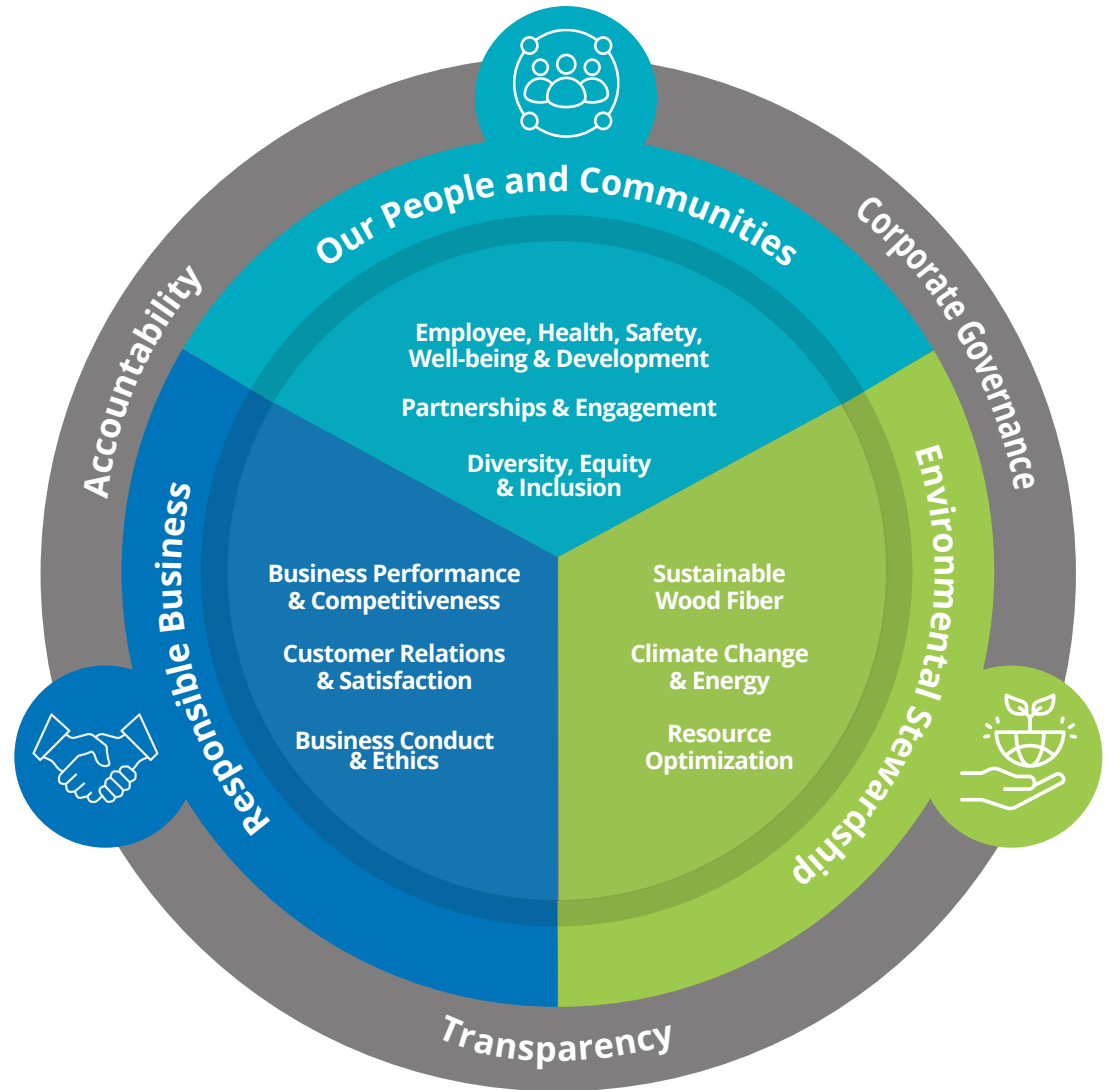 Our People and Communities
Accountability
Corporate Governance
Employee, Health, Safety,
Well-being & Development
Partnerships & Engagement
Diversity, Equity
& Inclusion
Responsible Business
Business Performance
& Competitiveness
Customer Relations
& Satisfaction
Business Conduct
& Ethics
Environmental Stewardship
Sustainable
Wood Fiber
Climate Change
& Energy
Resource
Optimization
Transparency